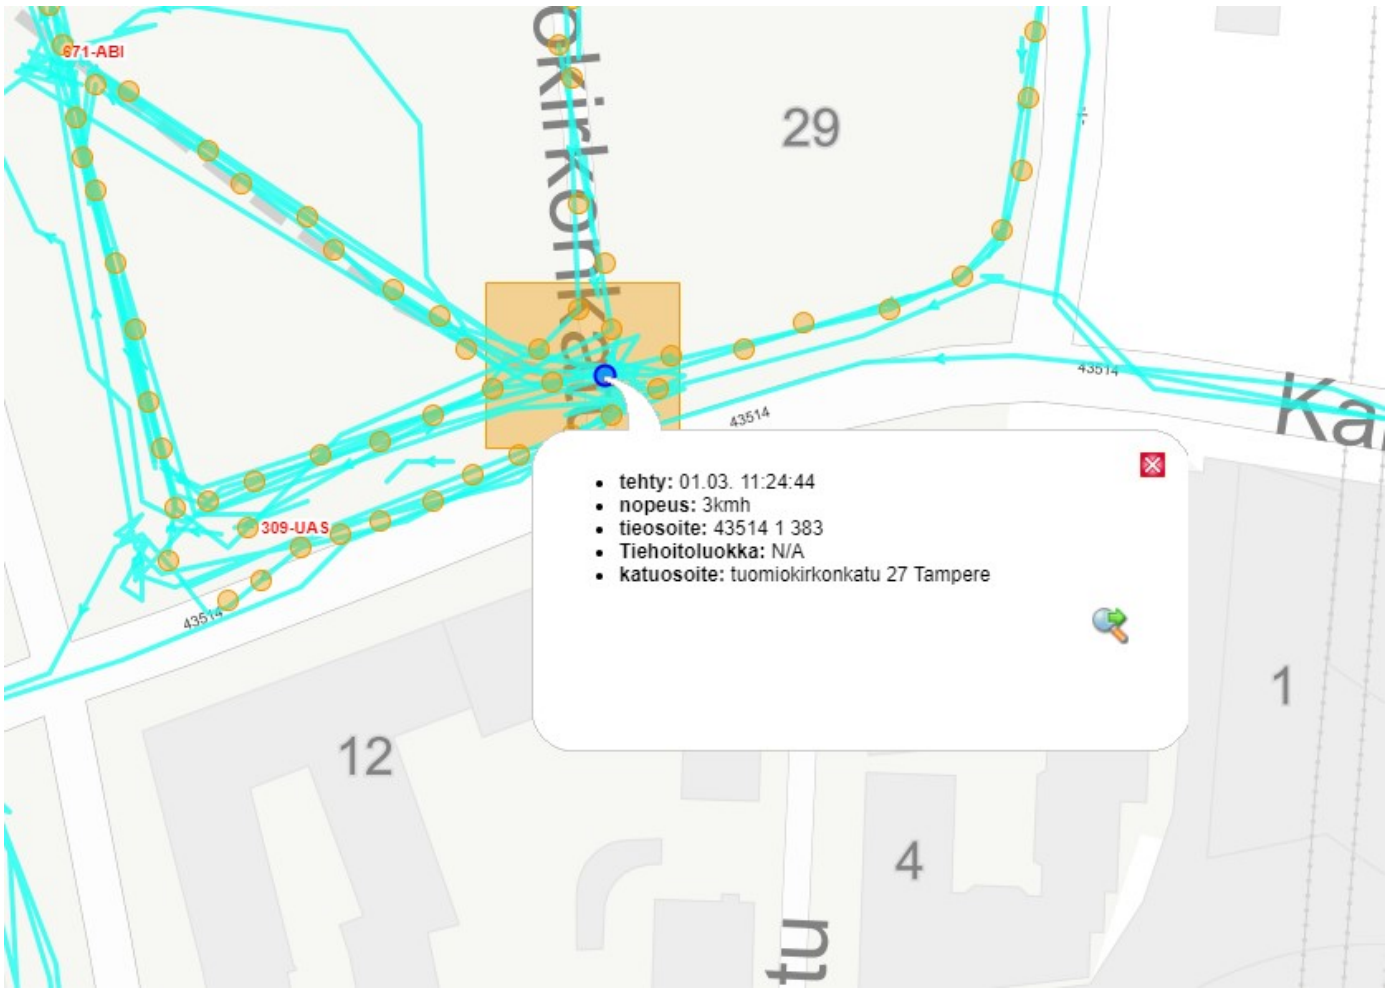 671-ABI
okirkonka
29
43514
Ka
43514
tehty: 01.03. 11:24:44
nopeus: 3kmh
tieosoite: 43514 1 383
Tiehoitoluokka: N/A
katuosoite: tuomiokirkonkatu 27 Tampere
309-UAS
43514
12
1
4
tu